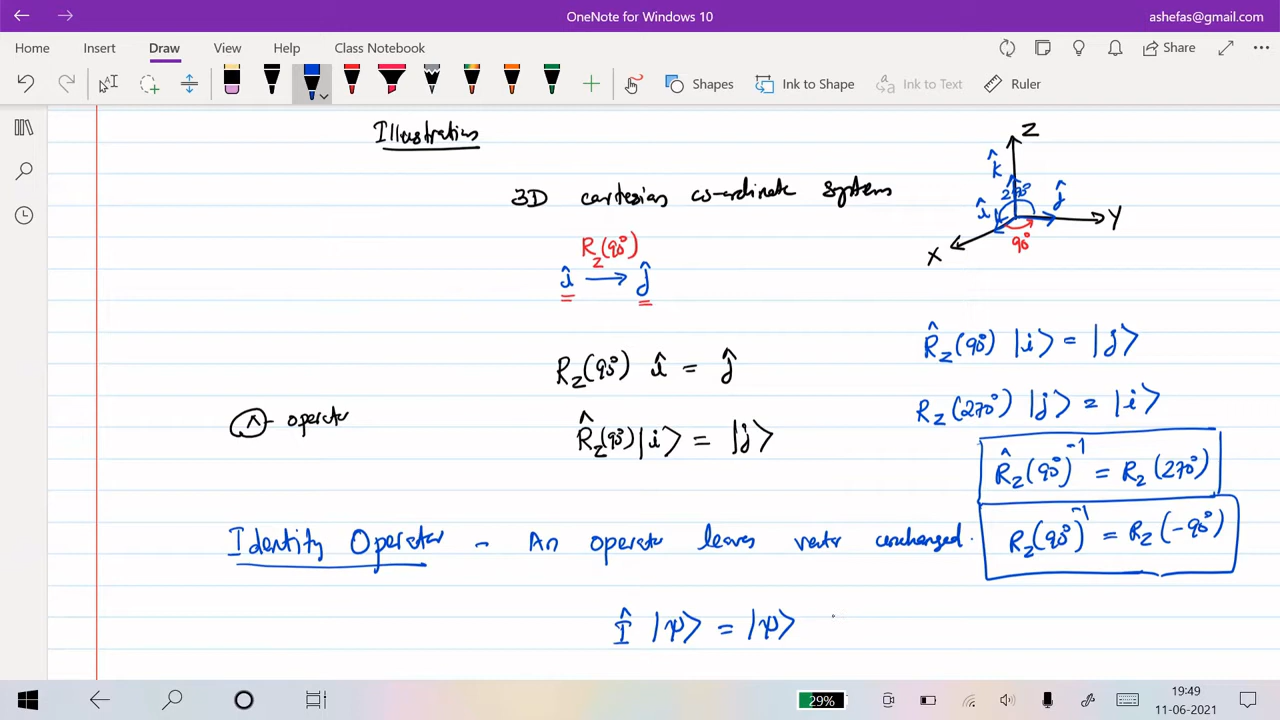 OneNote for Windows 10
ashefas@gmail.com
Home Insert Draw View Help Class Notebook Share
Shapes Ink to Shape Ink to Text Ruler
Illustration
Z
k̂
270°
ĵ
î
Y
X
90°
3D cartesian co-ordinate system
R_z(90°)
î → ĵ
R̂_z(90°) |i⟩ = |j⟩
R_z(90°) î = ĵ
R_z(270°) |j⟩ = |i⟩
^ - operator
R̂_z(90°)|i⟩ = |j⟩
R̂_z(90°)⁻¹ = R_z(270°)
Identity Operator - An operator leaves vector unchanged.
R_z(90°)⁻¹ = R_z(-90°)
Î |ψ⟩ = |ψ⟩
29%
19:49
11-06-2021